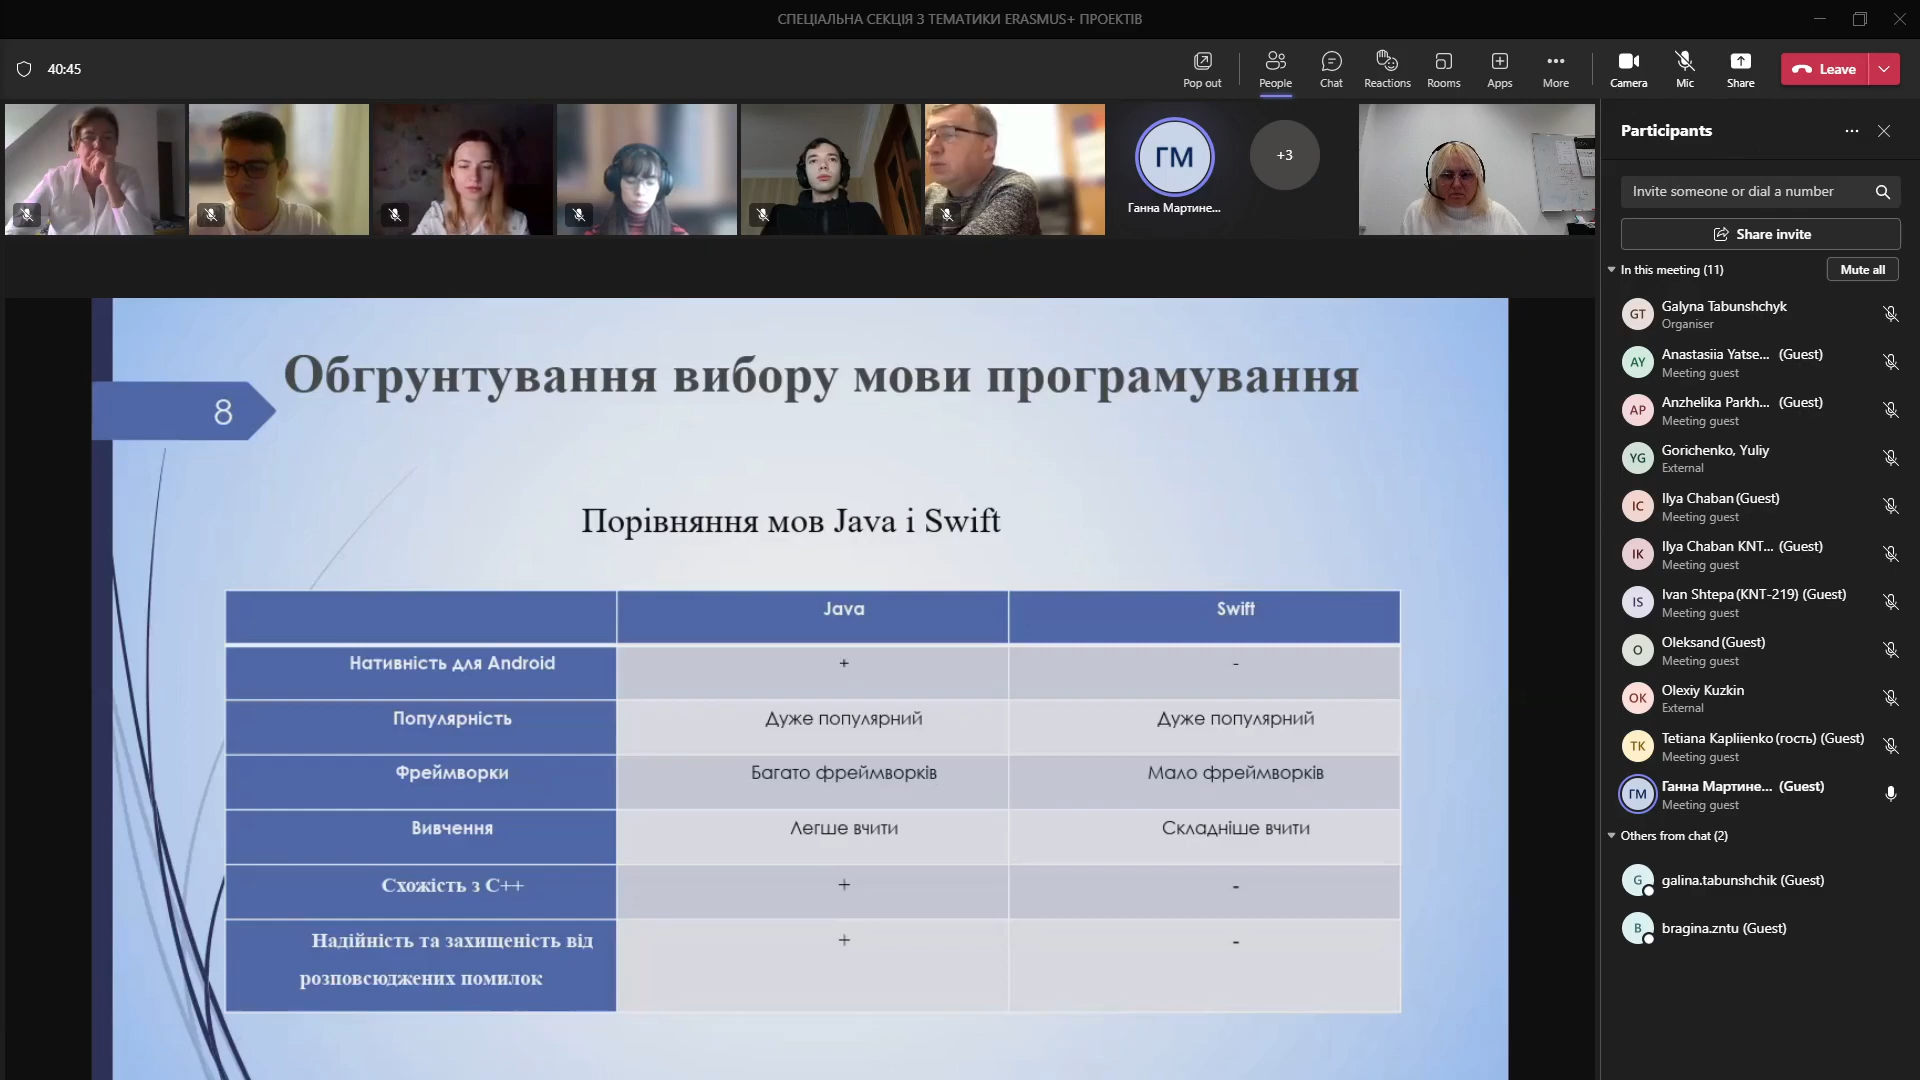 СПЕЦІАЛЬНА СЕКЦІЯ З ТЕМАТИКИ ERASMUS+ ПРОЕКТІВ
40:45
Pop out
People
Chat
Reactions
Rooms
Apps
More
Camera
Mic
Share
Leave
ГМ
Ганна Мартине...
+3
8
Обгрунтування вибору мови програмування
Порівняння мов Java і Swift
Java Swift
Нативність для Android + -
Популярність Дуже популярний Дуже популярний
Фреймворки Багато фреймворків Мало фреймворків
Вивчення Легше вчити Складніше вчити
Схожість з C++ + -
Надійність та захищеність від + -
розповсюджених помилок
Participants
Invite someone or dial a number
Share invite
In this meeting (11)
Mute all
GT
Galyna Tabunshchyk
Organiser
AY
Anastasiia Yatse... (Guest)
Meeting guest
AP
Anzhelika Parkh... (Guest)
Meeting guest
YG
Gorichenko, Yuliy
External
IC
Ilya Chaban (Guest)
Meeting guest
IK
Ilya Chaban KNT... (Guest)
Meeting guest
IS
Ivan Shtepa(KNT-219) (Guest)
Meeting guest
O
Oleksand (Guest)
Meeting guest
OK
Olexiy Kuzkin
External
TK
Tetiana Kapliienko (гость) (Guest)
Meeting guest
ГМ
Ганна Мартине... (Guest)
Meeting guest
Others from chat (2)
G
galina.tabunshchik (Guest)
B
bragina.zntu (Guest)